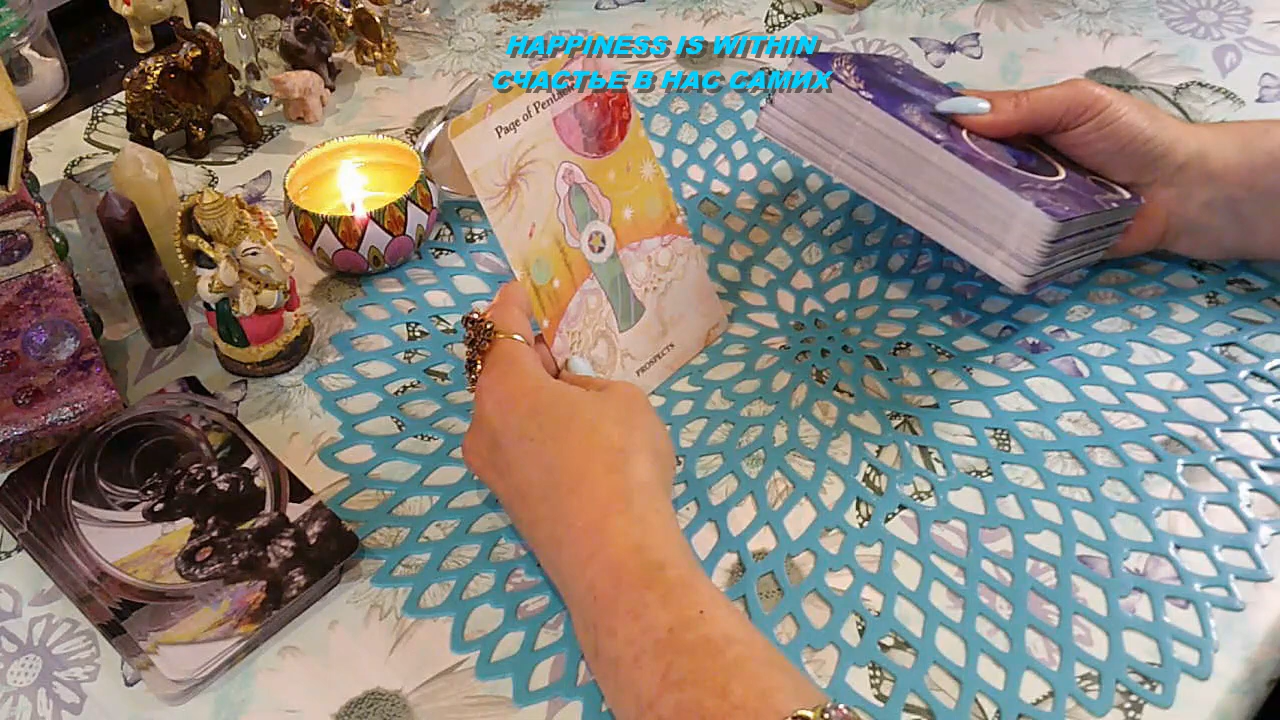 HAPPINESS IS WITHIN
СЧАСТЬЕ В НАС САМИХ
Page of Pentacles
PROSPECTS